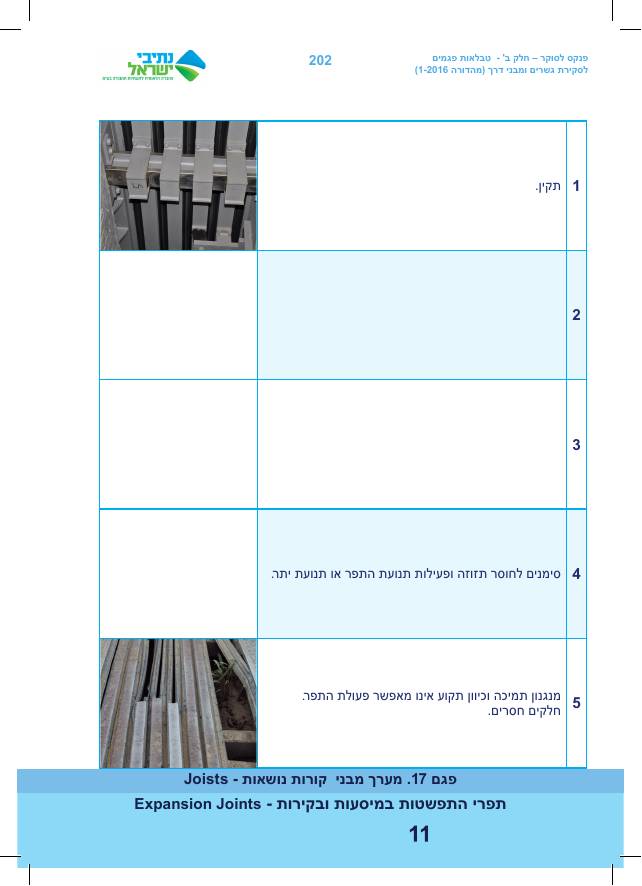 פנקס לסוקר – חלק ב' - טבלאות פגמים
לסקירת גשרים ומבני דרך (מהדורה 1-2016)
202
נתיבי
ישראל
1
תקין.
2
3
4
סימנים לחוסר תזוזה ופעילות תנועת התפר או תנועת יתר.
5
מנגנון תמיכה וכיוון תקוע אינו מאפשר פעולת התפר.
חלקים חסרים.
פגם 17. מערך מבני קורות נושאות - Joists
תפרי התפשטות במיסעות ובקירות - Expansion Joints
11